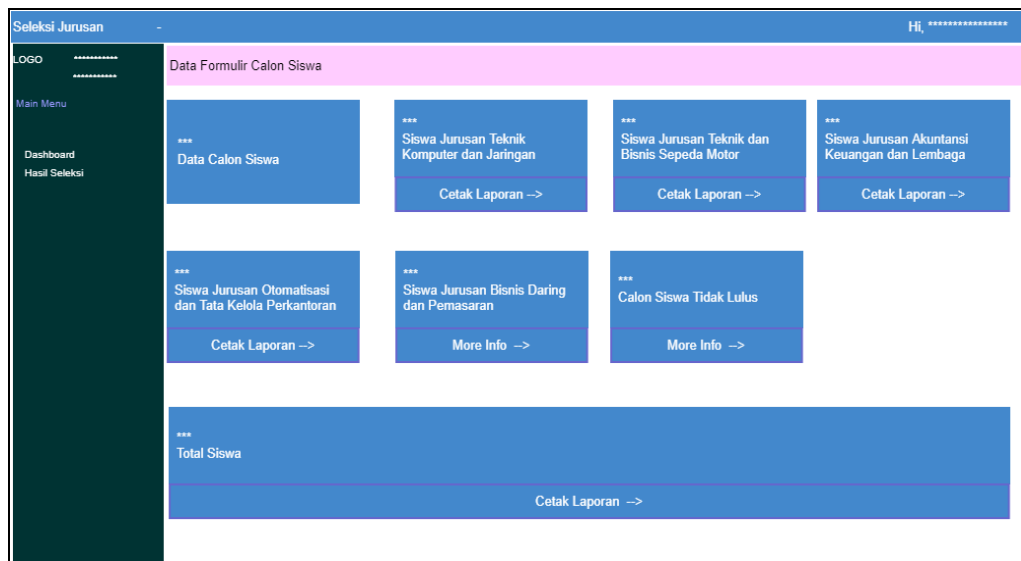 Seleksi Jurusan -
Hi, ****************
LOGO ***********
***********
Main Menu
Dashboard
Hasil Seleksi
Data Formulir Calon Siswa
***
Data Calon Siswa
***
Siswa Jurusan Teknik
Komputer dan Jaringan
Cetak Laporan -->
***
Siswa Jurusan Teknik dan
Bisnis Sepeda Motor
Cetak Laporan -->
***
Siswa Jurusan Akuntansi
Keuangan dan Lembaga
Cetak Laporan -->
***
Siswa Jurusan Otomatisasi
dan Tata Kelola Perkantoran
Cetak Laporan -->
***
Siswa Jurusan Bisnis Daring
dan Pemasaran
More Info -->
***
Calon Siswa Tidak Lulus
More Info -->
***
Total Siswa
Cetak Laporan -->